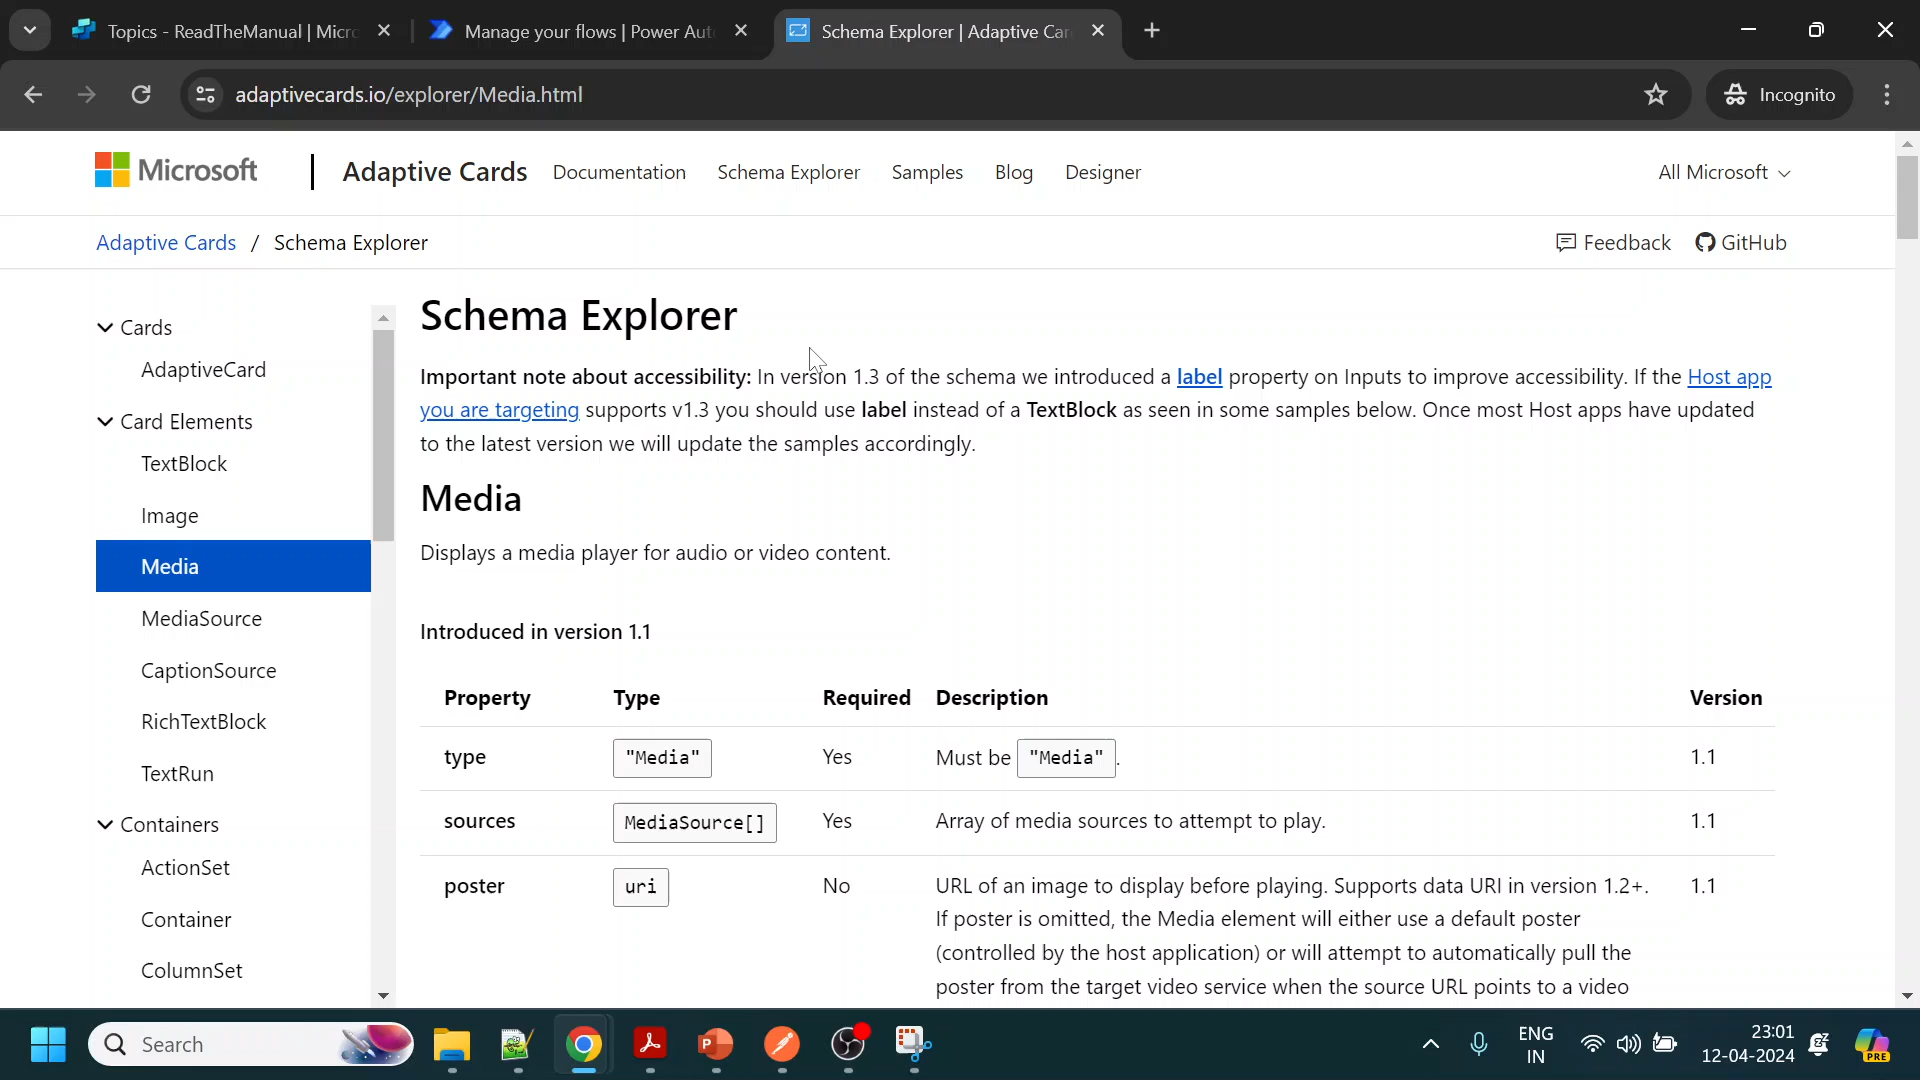 Topics - ReadTheManual | Micro
Manage your flows | Power Aut
Schema Explorer | Adaptive Car
adaptivecards.io/explorer/Media.html
Incognito
Microsoft
Adaptive Cards
Documentation
Schema Explorer
Samples
Blog
Designer
All Microsoft
Adaptive Cards / Schema Explorer
Feedback
GitHub
Cards
AdaptiveCard
Card Elements
TextBlock
Image
Media
MediaSource
CaptionSource
RichTextBlock
TextRun
Containers
ActionSet
Container
ColumnSet
Schema Explorer
Important note about accessibility: In version 1.3 of the schema we introduced a label property on Inputs to improve accessibility. If the Host app
you are targeting supports v1.3 you should use label instead of a TextBlock as seen in some samples below. Once most Host apps have updated
to the latest version we will update the samples accordingly.
Media
Displays a media player for audio or video content.
Introduced in version 1.1
Property Type Required Description Version
type "Media" Yes Must be "Media". 1.1
sources MediaSource[] Yes Array of media sources to attempt to play. 1.1
poster uri No URL of an image to display before playing. Supports data URI in version 1.2+. 1.1
If poster is omitted, the Media element will either use a default poster
(controlled by the host application) or will attempt to automatically pull the
poster from the target video service when the source URL points to a video
Search
ENG
IN
23:01
12-04-2024
PRE